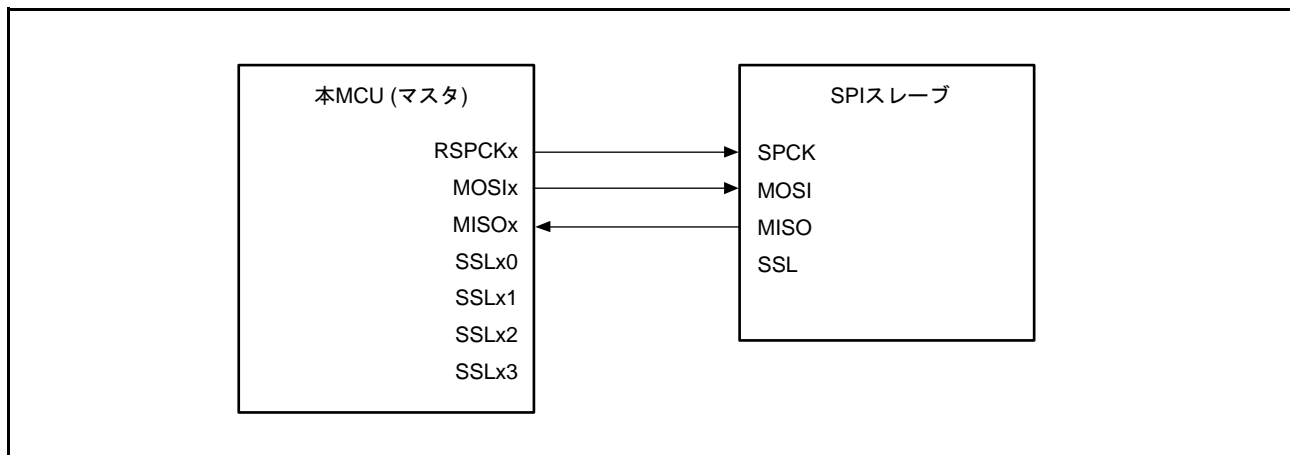 本MCU (マスタ)
RSPCKx
MOSIx
MISOx
SSLx0
SSLx1
SSLx2
SSLx3
SPIスレーブ
SPCK
MOSI
MISO
SSL